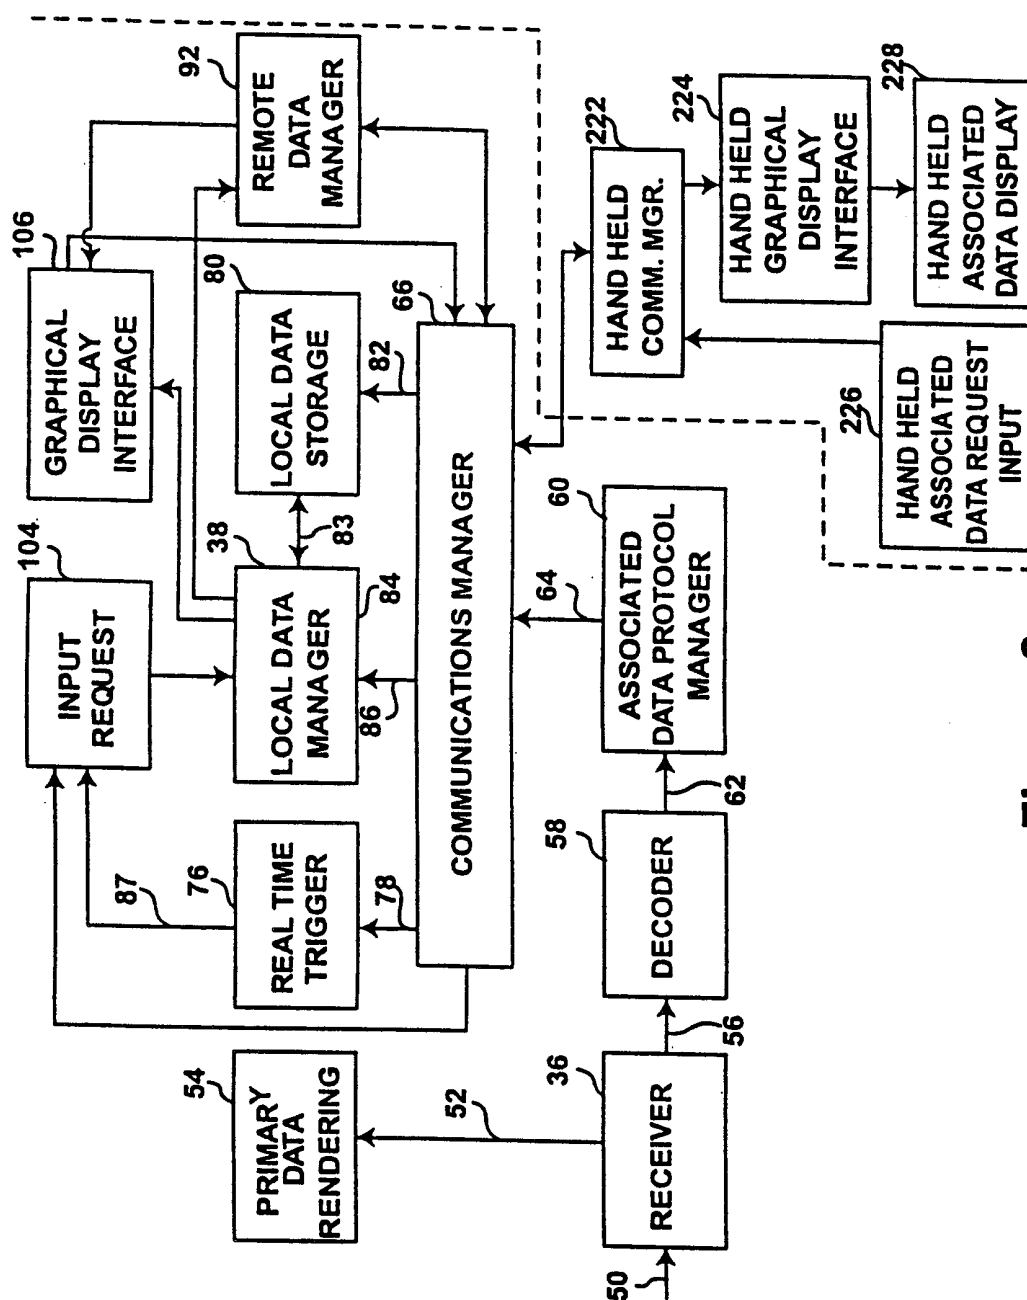 50
RECEIVER
36
52
PRIMARY
DATA
RENDERING
54
56
DECODER
58
62
ASSOCIATED
DATA PROTOCOL
MANAGER
60
64
COMMUNICATIONS MANAGER
66
78
REAL TIME
TRIGGER
76
87
INPUT
REQUEST
104
86
LOCAL DATA
MANAGER
38
84
83
82
LOCAL DATA
STORAGE
80
GRAPHICAL
DISPLAY
INTERFACE
106
REMOTE
DATA
MANAGER
92
HAND HELD
COMM. MGR.
222
HAND HELD
GRAPHICAL
DISPLAY
INTERFACE
224
HAND HELD
ASSOCIATED
DATA REQUEST
INPUT
226
HAND HELD
ASSOCIATED
DATA DISPLAY
228